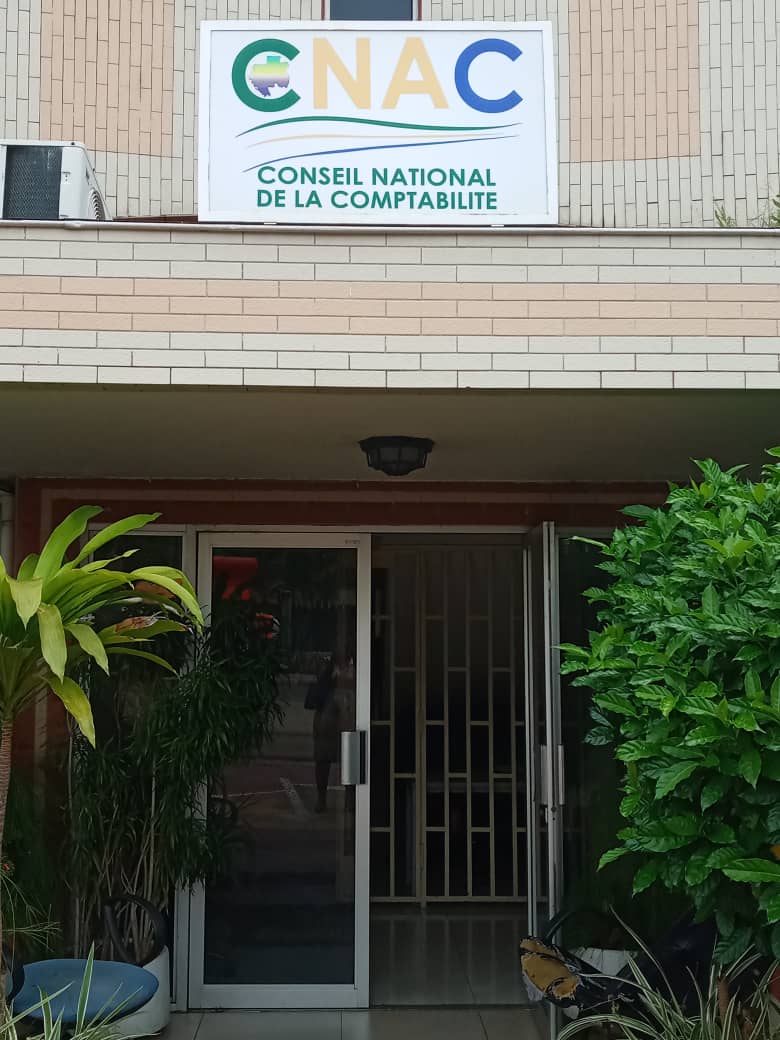 CNAC
CONSEIL NATIONAL
DE LA COMPTABILITE